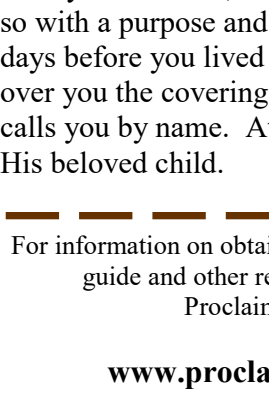 so with a purpose and
days before you lived
over you the covering
calls you by name.  A
His beloved child.
For information on obtai
guide and other re
Proclaim
www.procla